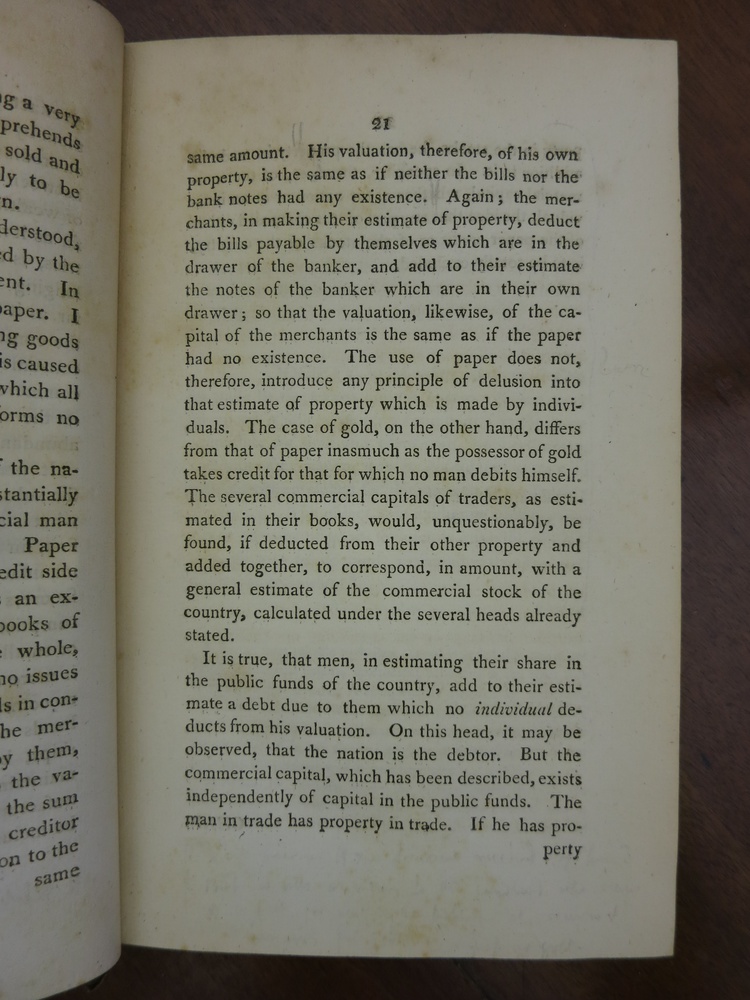 g a very
prehends
sold and
ly to be
n.
derstood,
d by the
ent. In
paper. I
ng goods
is caused
which all
orms no
the na-
stantially
cial man
Paper
edit side
an ex-
books of
whole,
no issues
ls in con-
he mer-
by them,
the va-
the sum
creditor
on to the
same
21
same amount. His valuation, therefore, of his own
property, is the same as if neither the bills nor the
bank notes had any existence. Again; the mer-
chants, in making their estimate of property, deduct
the bills payable by themselves which are in the
drawer of the banker, and add to their estimate
the notes of the banker which are in their own
drawer; so that the valuation, likewise, of the ca-
pital of the merchants is the same as if the paper
had no existence. The use of paper does not,
therefore, introduce any principle of delusion into
that estimate of property which is made by indivi-
duals. The case of gold, on the other hand, differs
from that of paper inasmuch as the possessor of gold
takes credit for that for which no man debits himself.
The several commercial capitals of traders, as esti-
mated in their books, would, unquestionably, be
found, if deducted from their other property and
added together, to correspond, in amount, with a
general estimate of the commercial stock of the
country, calculated under the several heads already
stated.
It is true, that men, in estimating their share in
the public funds of the country, add to their esti-
mate a debt due to them which no individual de-
ducts from his valuation. On this head, it may be
observed, that the nation is the debtor. But the
commercial capital, which has been described, exists
independently of capital in the public funds. The
man in trade has property in trade. If he has pro-
perty